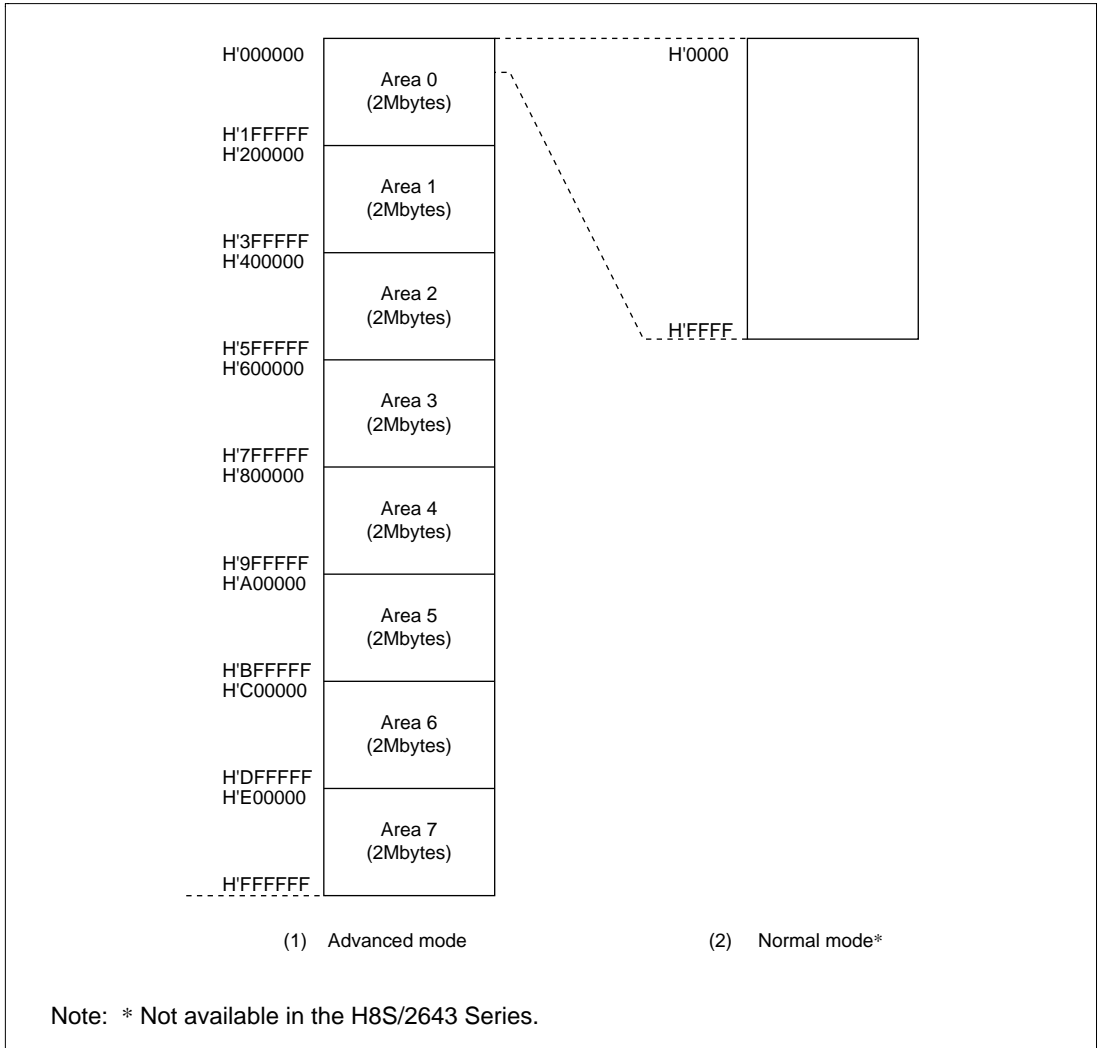 H'000000
Area 0
(2Mbytes)
H'1FFFFF
H'200000
Area 1
(2Mbytes)
H'3FFFFF
H'400000
Area 2
(2Mbytes)
H'5FFFFF
H'600000
Area 3
(2Mbytes)
H'7FFFFF
H'800000
Area 4
(2Mbytes)
H'9FFFFF
H'A00000
Area 5
(2Mbytes)
H'BFFFFF
H'C00000
Area 6
(2Mbytes)
H'DFFFFF
H'E00000
Area 7
(2Mbytes)
H'FFFFFF
(1) Advanced mode
H'0000
H'FFFF
(2) Normal mode*
Note: * Not available in the H8S/2643 Series.